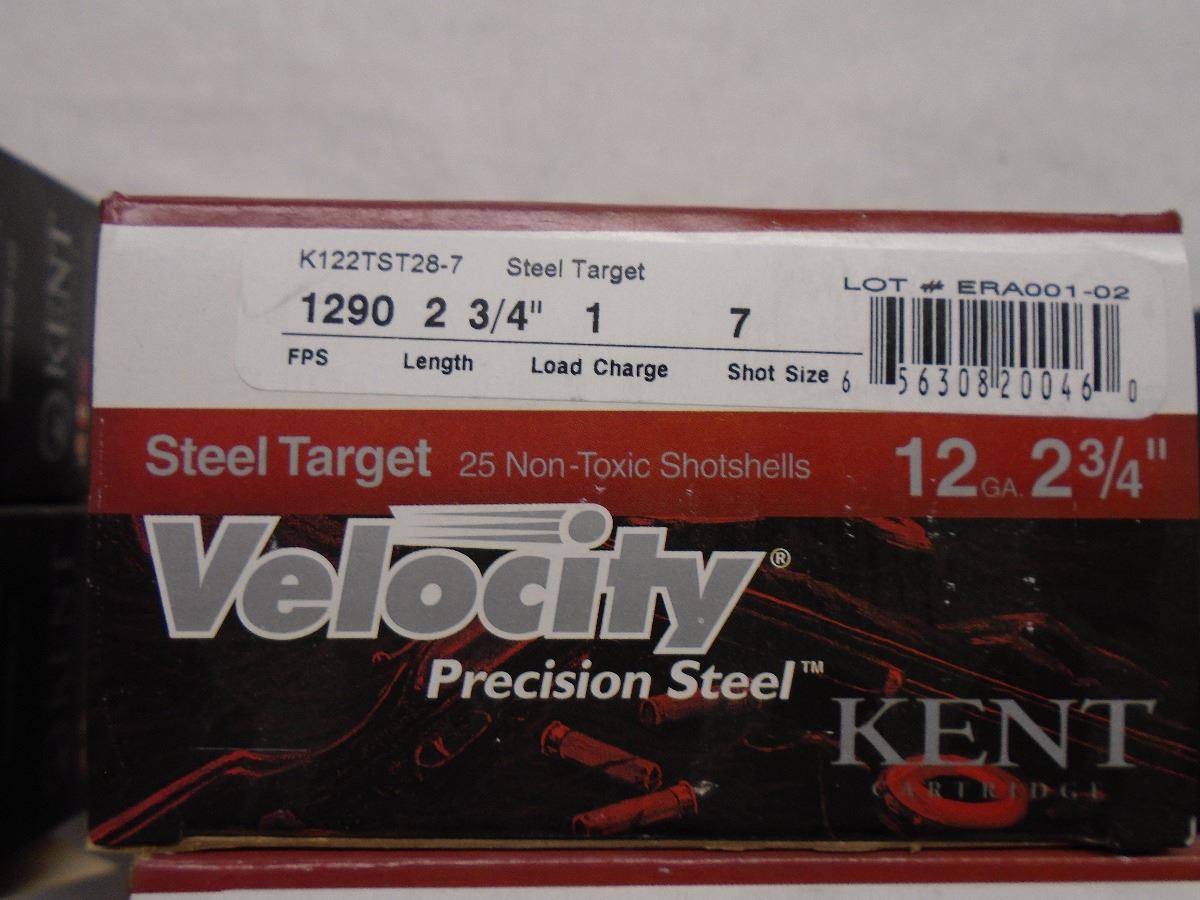 K122TST28-7 Steel Target
LOT # ERA001-02
1290 2 3/4" 1 7
FPS Length Load Charge Shot Size
6 56308 20046 0
Steel Target 25 Non-Toxic Shotshells 12 GA. 2 3/4"
Velocity®
Precision Steel™
KENT
CARTRIDGE
KENT